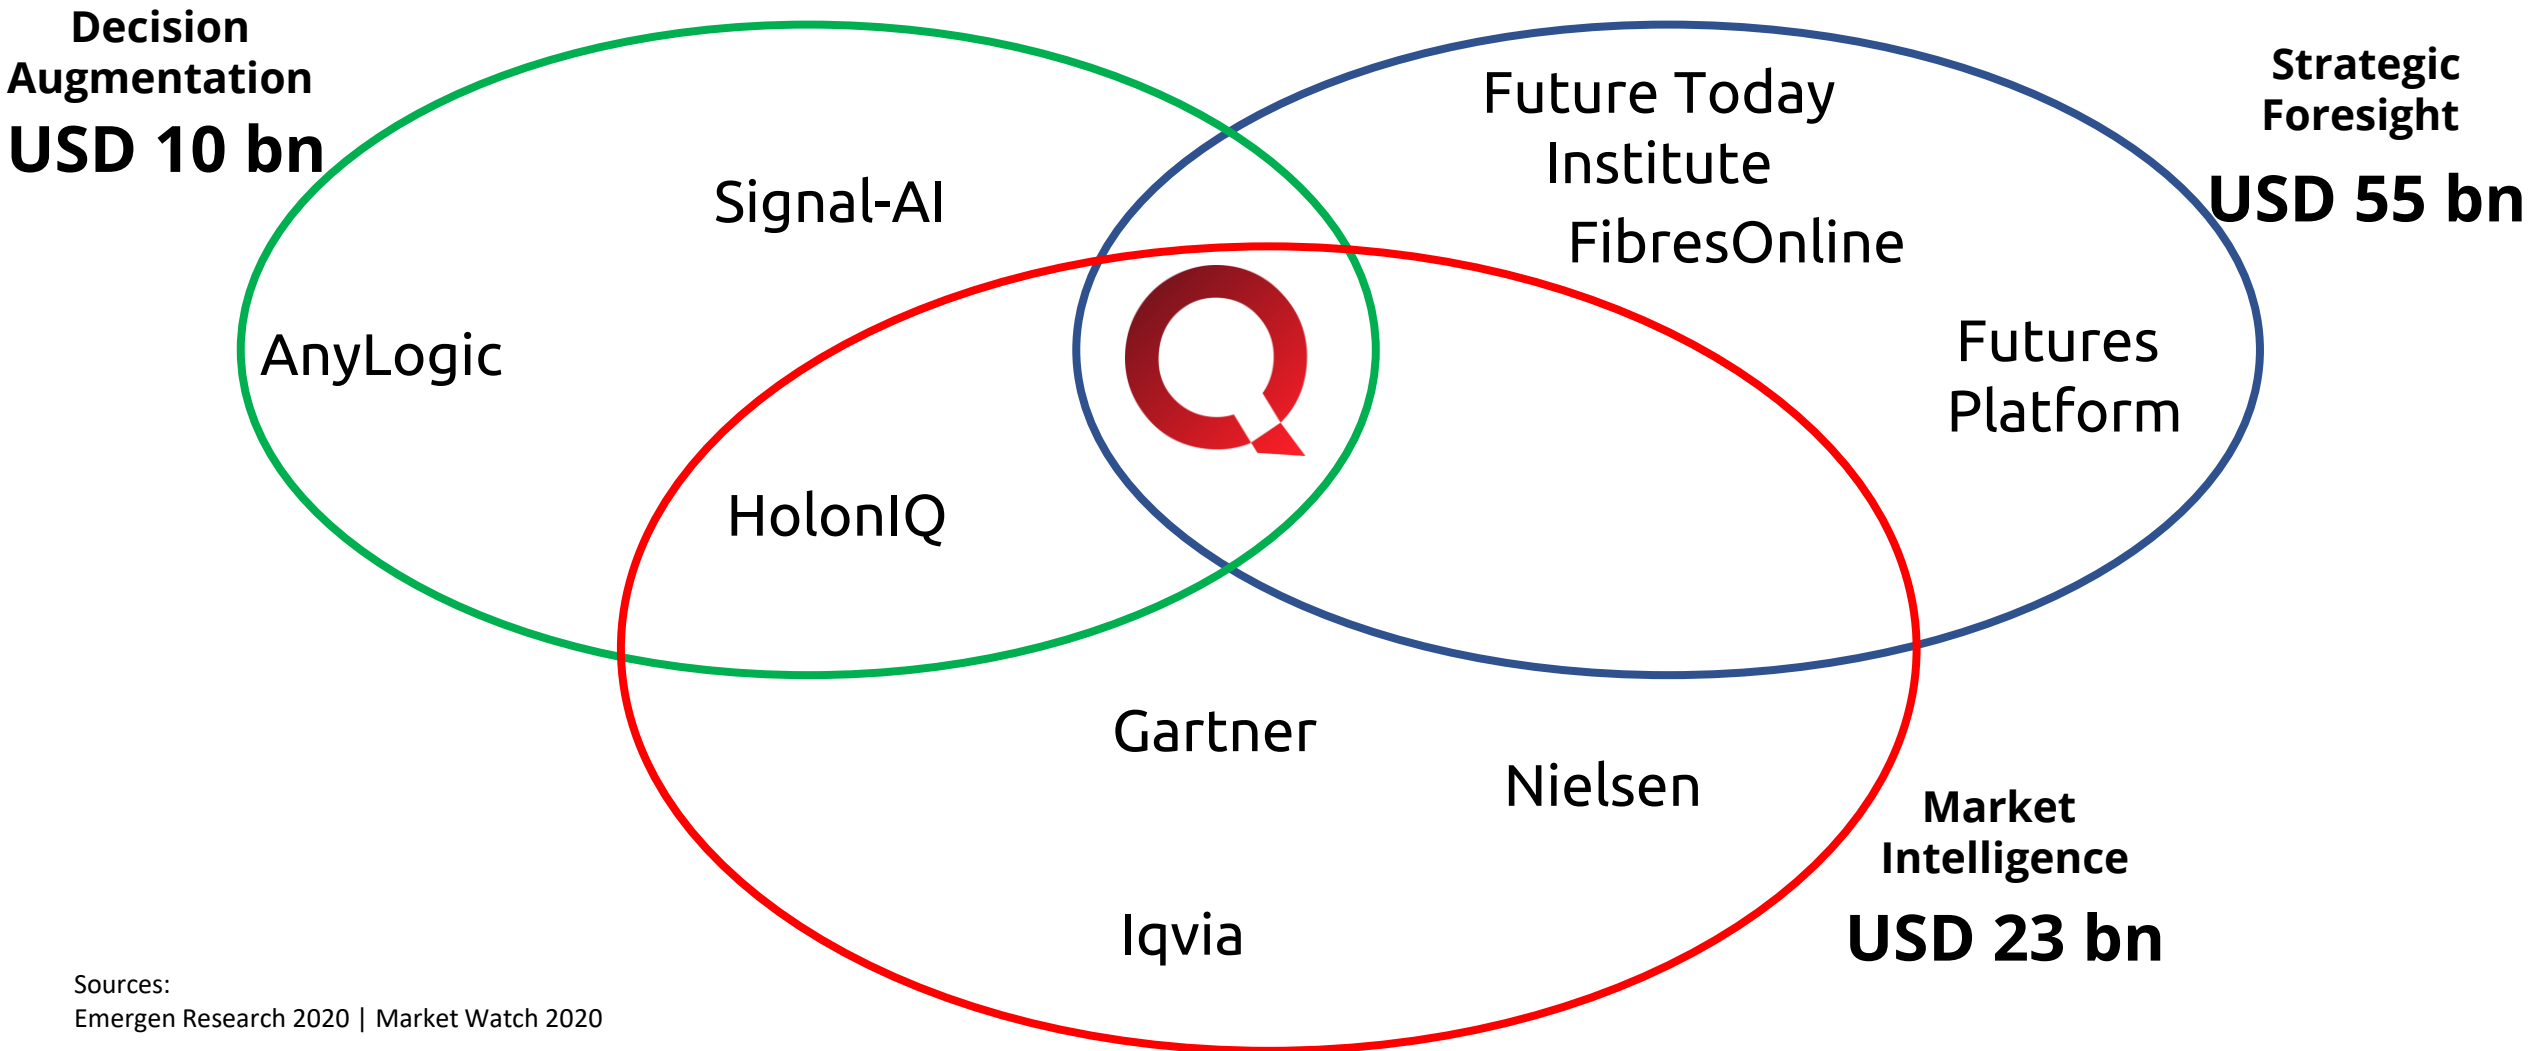 Decision
Augmentation
USD 10 bn
Strategic
Foresight
USD 55 bn
Future Today
Institute
FibresOnline
Signal-AI
AnyLogic
Futures
Platform
HolonIQ
Gartner
Nielsen
Iqvia
Market
Intelligence
USD 23 bn
Sources:
Emergen Research 2020 | Market Watch 2020